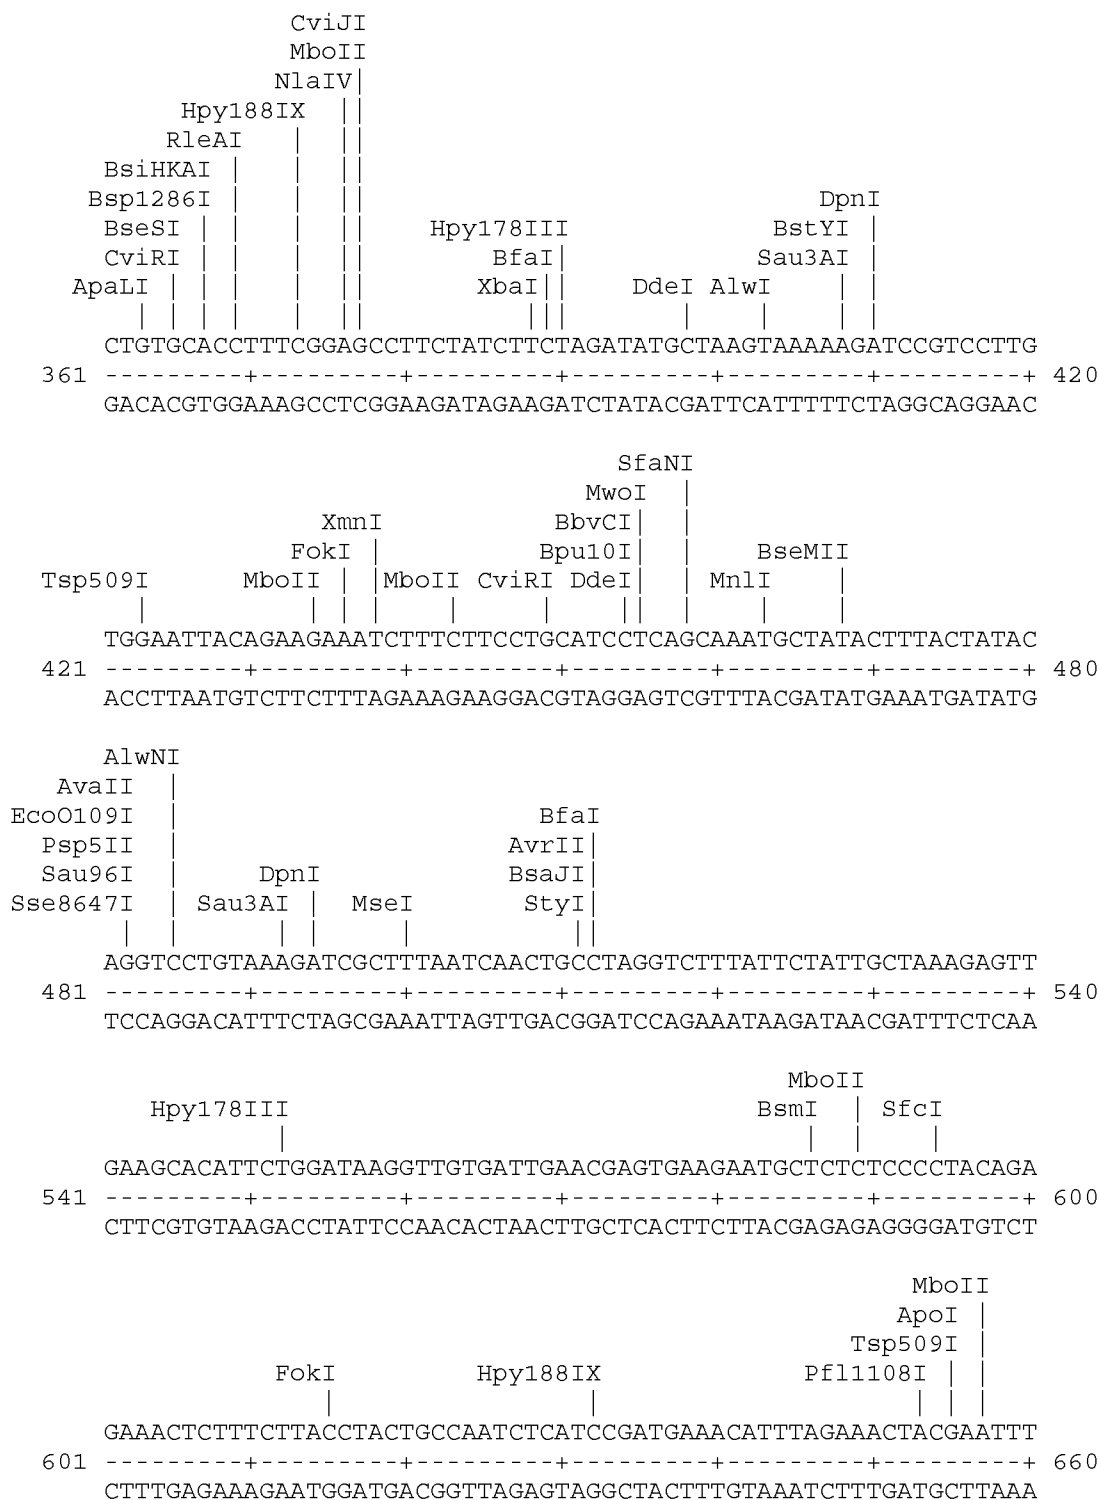 CviJI
MboII
NlaIV|
Hpy188IX ||
RleAI | ||
BsiHKAI | | ||
Bsp1286I | | || DpnI
BseSI | | | || Hpy178III BstYI |
CviRI | | | || BfaI| Sau3AI |
ApaLI | | | | || XbaI|| DdeI AlwI | |
| | | | | || ||| | | | |
CTGTGCACCTTTCGGAGCCTTCTATCTTCTAGATATGCTAAGTAAAAAGATCCGTCCTTG
361 ---------+---------+---------+---------+---------+---------+ 420
GACACGTGGAAAGCCTCGGAAGATAGAAGATCTATACGATTCATTTTTCTAGGCAGGAAC
SfaNI
MwoI |
XmnI BbvCI| |
FokI | Bpu10I| | BseMII
Tsp509I MboII | |MboII CviRI DdeI| | MnlI |
| | | | | | || | | |
TGGAATTACAGAAGAAATCTTTCTTCCTGCATCCTCAGCAAATGCTATACTTTACTATAC
421 ---------+---------+---------+---------+---------+---------+ 480
ACCTTAATGTCTTCTTTAGAAAGAAGGACGTAGGAGTCGTTTACGATATGAAATGATATG
AlwNI
AvaII |
EcoO109I | BfaI
Psp5II | AvrII|
Sau96I | DpnI BsaJI|
Sse8647I | Sau3AI | MseI StyI|
| | | | | ||
AGGTCCTGTAAAGATCGCTTTAATCAACTGCCTAGGTCTTTATTCTATTGCTAAAGAGTT
481 ---------+---------+---------+---------+---------+---------+ 540
TCCAGGACATTTCTAGCGAAATTAGTTGACGGATCCAGAAATAAGATAACGATTTCTCAA
MboII
Hpy178III BsmI | SfcI
| | | |
GAAGCACATTCTGGATAAGGTTGTGATTGAACGAGTGAAGAATGCTCTCTCCCCTACAGA
541 ---------+---------+---------+---------+---------+---------+ 600
CTTCGTGTAAGACCTATTCCAACACTAACTTGCTCACTTCTTACGAGAGAGGGGATGTCT
MboII
ApoI |
Tsp509I |
FokI Hpy188IX Pfl1108I | |
| | | | |
GAAACTCTTTCTTACCTACTGCCAATCTCATCCGATGAAACATTTAGAAACTACGAATTT
601 ---------+---------+---------+---------+---------+---------+ 660
CTTTGAGAAAGAATGGATGACGGTTAGAGTAGGCTACTTTGTAAATCTTTGATGCTTAAA